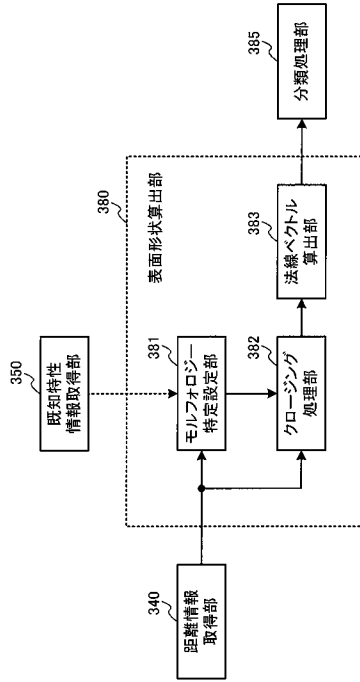 350
既知特性
情報取得部
380
表面形状算出部
340
距離情報
取得部
381
モルフォロジー
特定設定部
382
クロージング
処理部
383
法線ベクトル
算出部
385
分類処理部